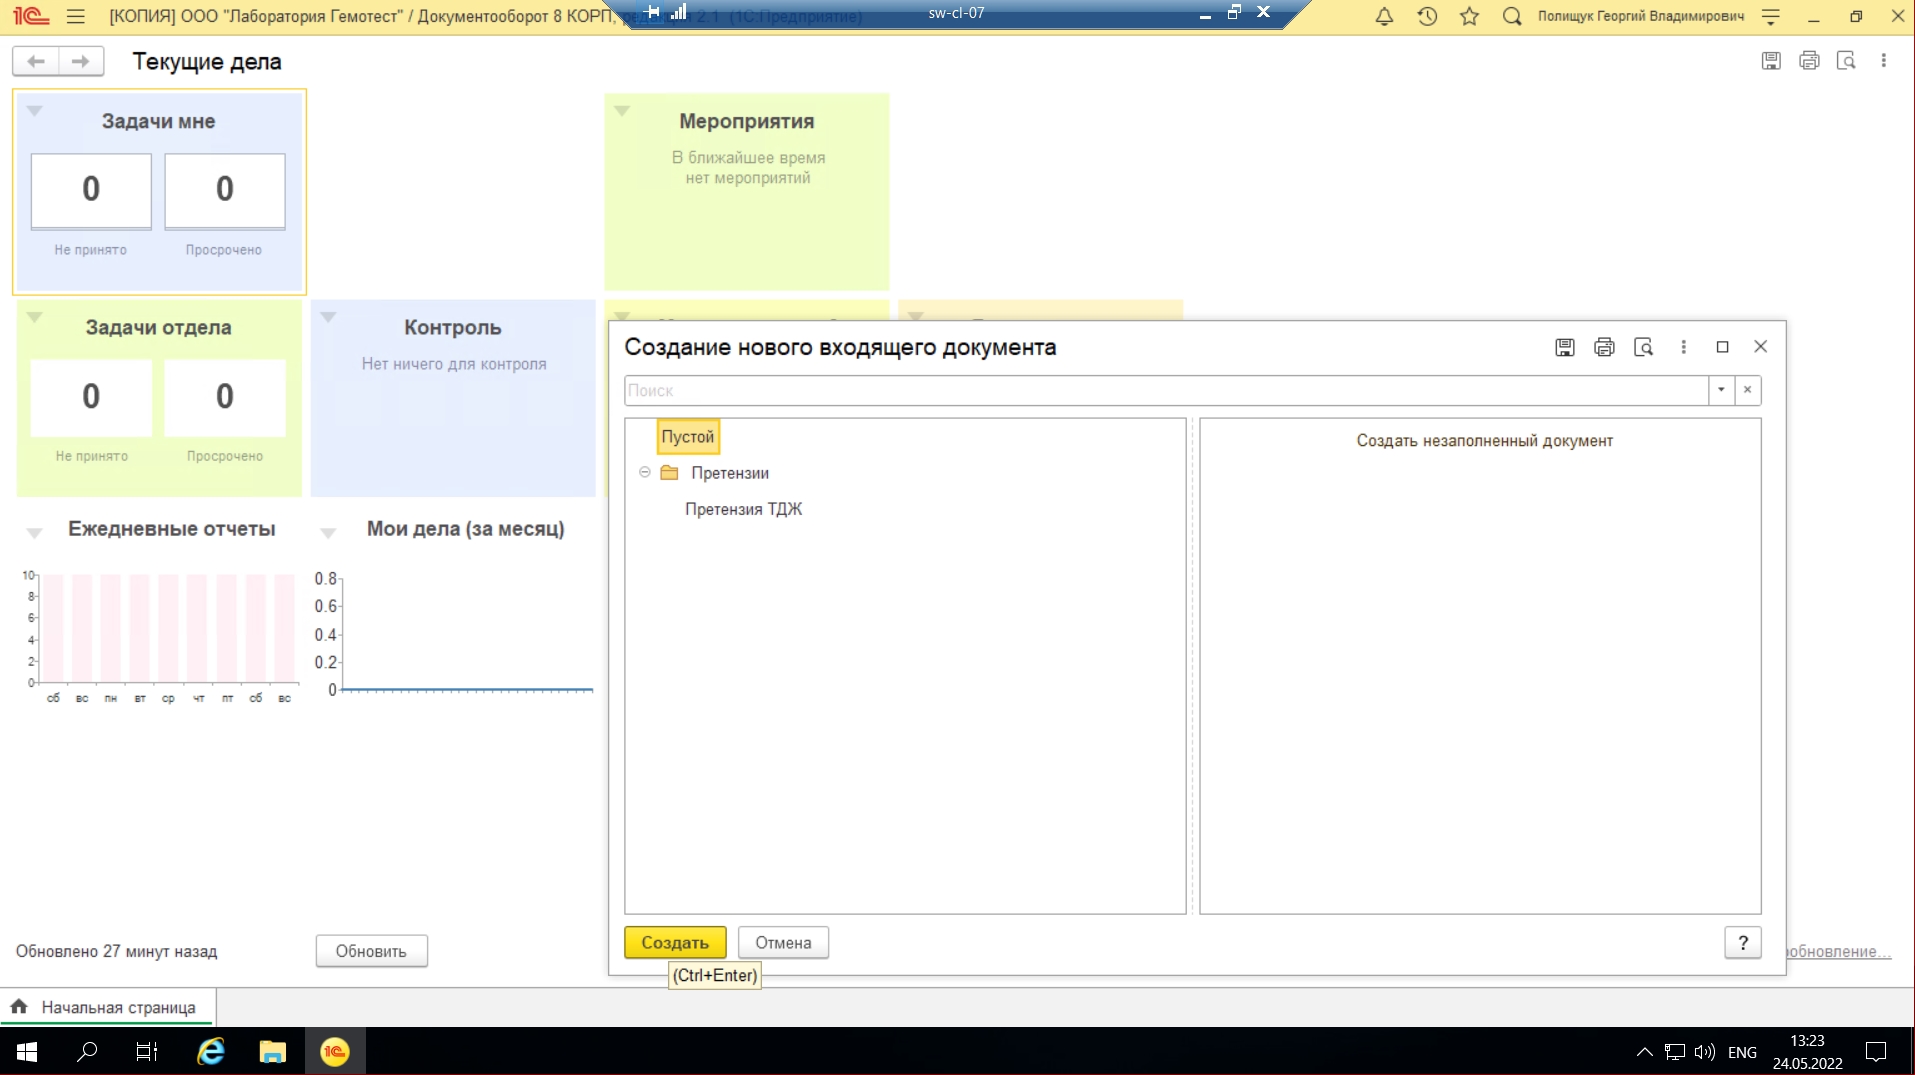 [КОПИЯ] ООО "Лаборатория Гемотест" / Документооборот 8 КОРП, редакция 2.1 (1С:Предприятие)
sw-cl-07
Полищук Георгий Владимирович
Текущие дела
Задачи мне
0
0
Не принято
Просрочено
Мероприятия
В ближайшее время
нет мероприятий
Задачи отдела
0
0
Не принято
Просрочено
Контроль
Нет ничего для контроля
Ежедневные отчеты
10
8
6
4
2
0
сб вс пн вт ср чт пт сб вс
Мои дела (за месяц)
0.8
0.6
0.4
0.2
0
Создание нового входящего документа
Поиск
Пустой
Претензии
Претензия ТДЖ
Создать незаполненный документ
Создать
Отмена
?
(Ctrl+Enter)
Обновлено 27 минут назад
Обновить
обновление...
Начальная страница
ENG
13:23
24.05.2022